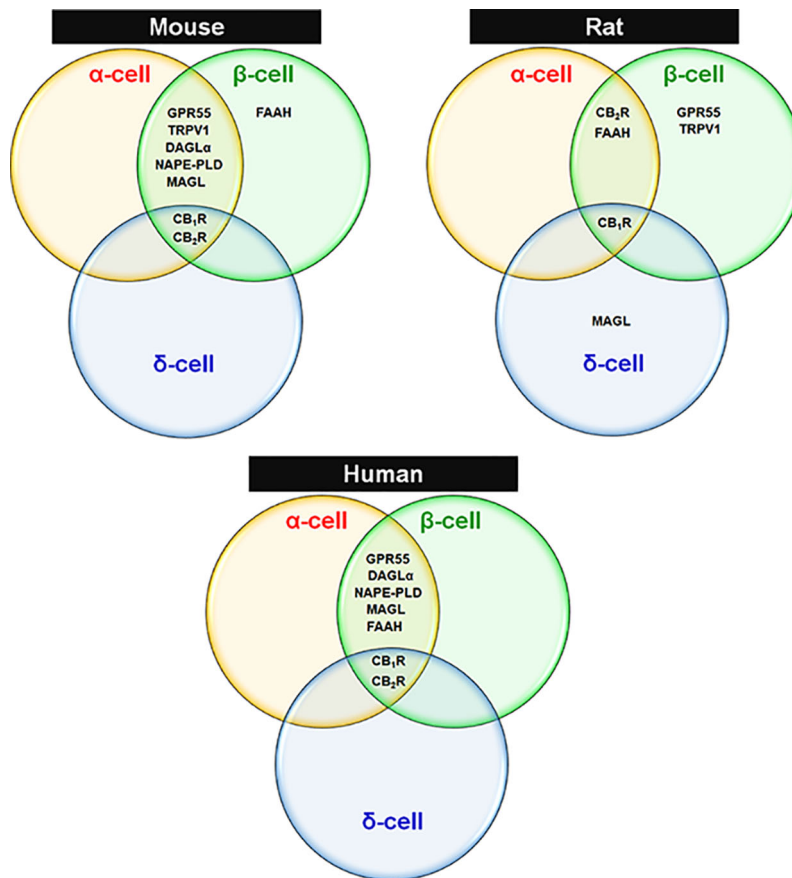 Mouse
α-cell
β-cell
GPR55
TRPV1
DAGLα
NAPE-PLD
MAGL
FAAH
CB₁R
CB₂R
δ-cell
Rat
α-cell
β-cell
CB₂R
FAAH
GPR55
TRPV1
CB₁R
MAGL
δ-cell
Human
α-cell
β-cell
GPR55
DAGLα
NAPE-PLD
MAGL
FAAH
CB₁R
CB₂R
δ-cell